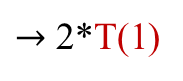 → 2*T(1)